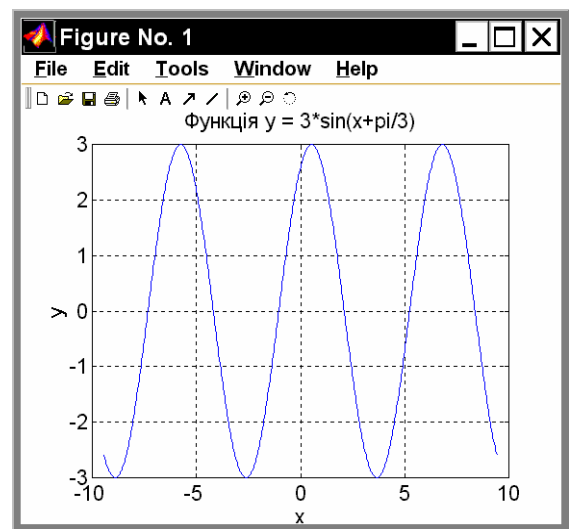 Figure No. 1
File Edit Tools Window Help
A
Функція y = 3*sin(x+pi/3)
3
2
1
0
-1
-2
-3
y
-10 -5 0 5 10
x